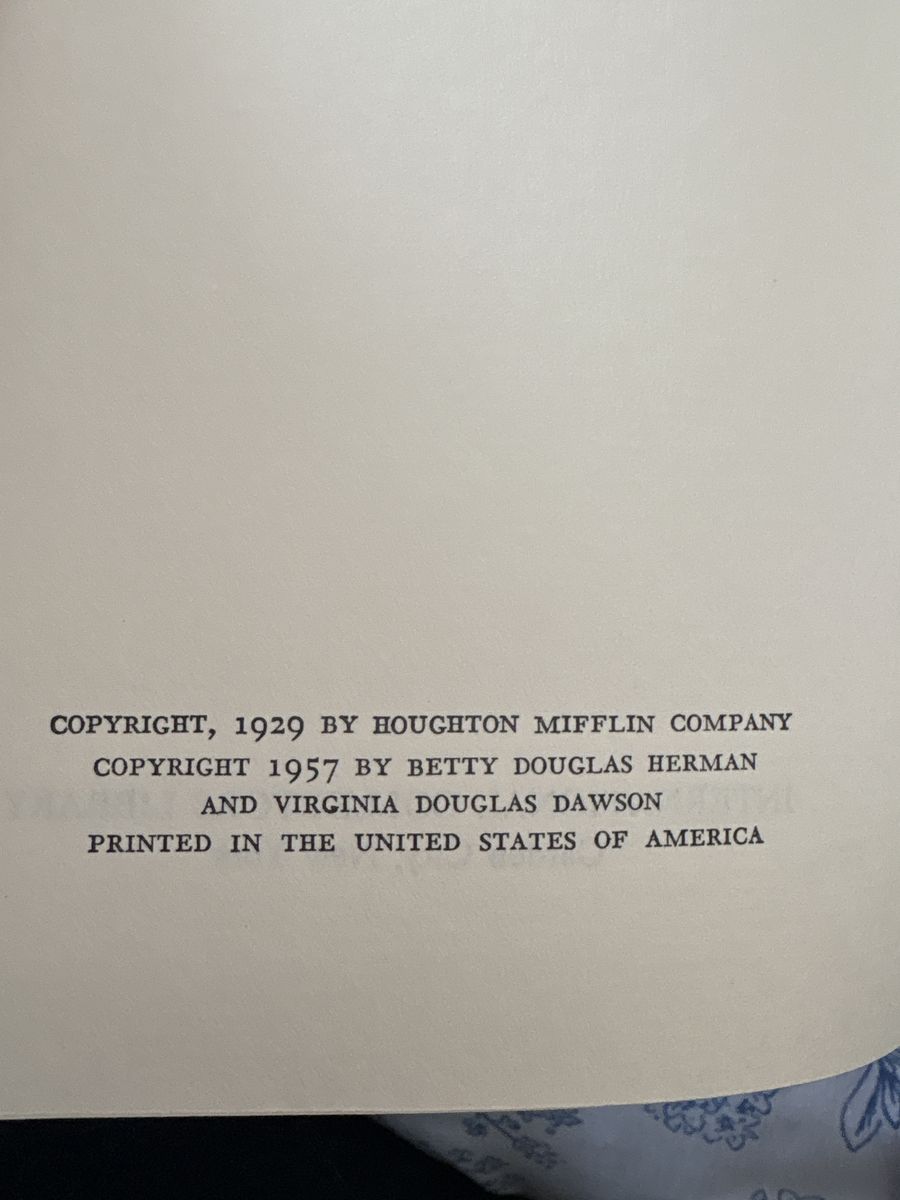 COPYRIGHT, 1929 BY HOUGHTON MIFFLIN COMPANY
COPYRIGHT 1957 BY BETTY DOUGLAS HERMAN
AND VIRGINIA DOUGLAS DAWSON
PRINTED IN THE UNITED STATES OF AMERICA